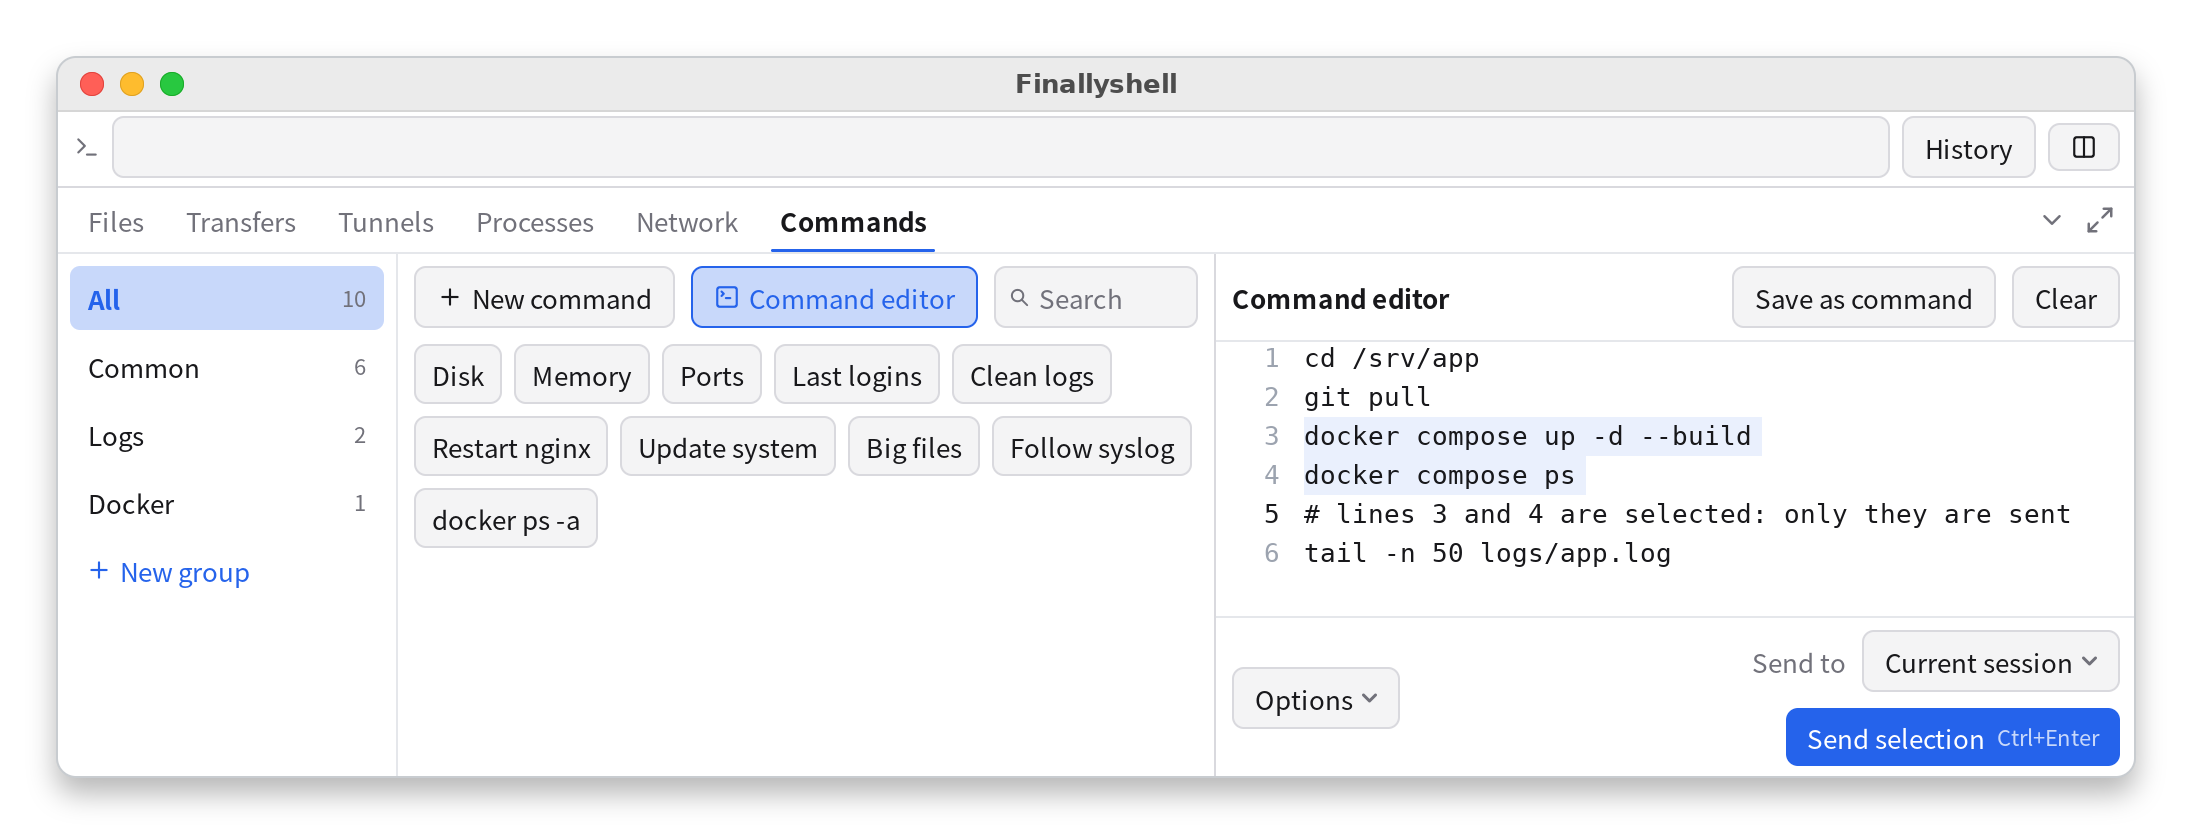 Finallyshell
History
Files Transfers Tunnels Processes Network Commands
All 10
Common 6
Logs 2
Docker 1
+ New group
+ New command Command editor Search
Disk Memory Ports Last logins Clean logs
Restart nginx Update system Big files Follow syslog
docker ps -a
Command editor Save as command Clear
1 cd /srv/app
2 git pull
3 docker compose up -d --build
4 docker compose ps
5 # lines 3 and 4 are selected: only they are sent
6 tail -n 50 logs/app.log
Options
Send to Current session
Send selection Ctrl+Enter